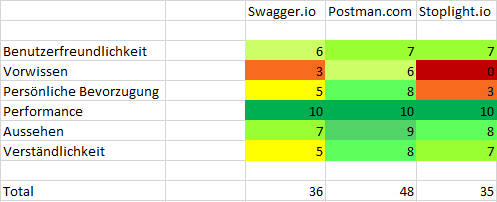 Swagger.io Postman.com Stoplight.io
Benutzerfreundlichkeit 6 7 7
Vorwissen 3 6 0
Persönliche Bevorzugung 5 8 3
Performance 10 10 10
Aussehen 7 9 8
Verständlichkeit 5 8 7
Total 36 48 35